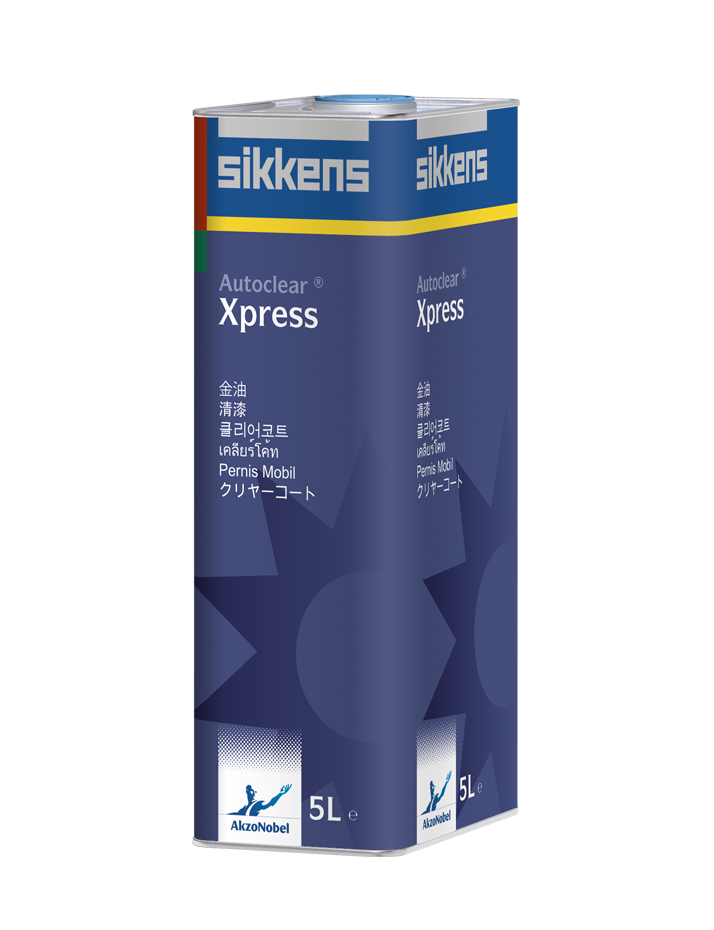 sikkens
Autoclear ®
Xpress
金油
清漆
클리어코트
เคลียร์โค้ท
Pernis Mobil
クリヤーコート
AkzoNobel
5L ℮
sikkens
Autoclear ®
Xpress
金油
清漆
클리어코트
เคลียร์โค้ท
Pernis Mobil
クリヤーコート
AkzoNobel
5L ℮